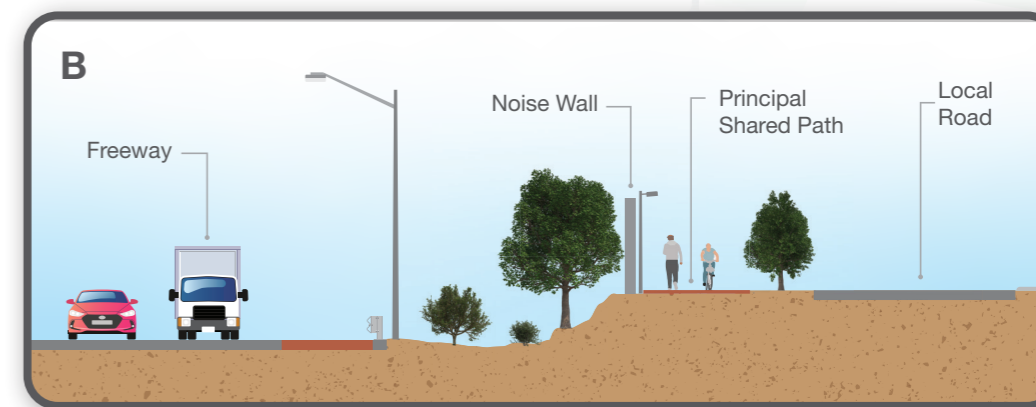 B
Freeway
Noise Wall
Principal
Shared Path
Local
Road